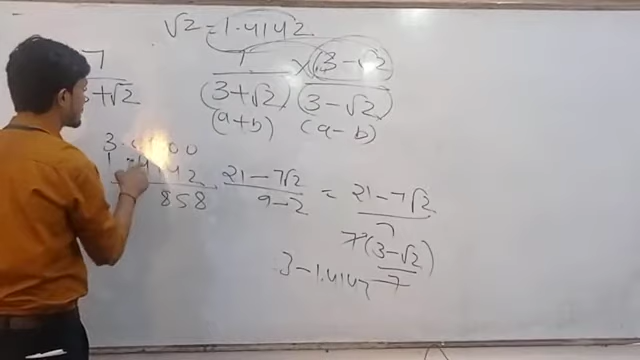 √2 = 1.4142
7 / 3+√2
7 / (3+√2) × (3-√2) / (3-√2)
(a+b) (a-b)
3.0000
1.4142
858
21-7√2 / 9-2 = 21-7√2 / 7
7(3-√2) / 7
3-1.4142